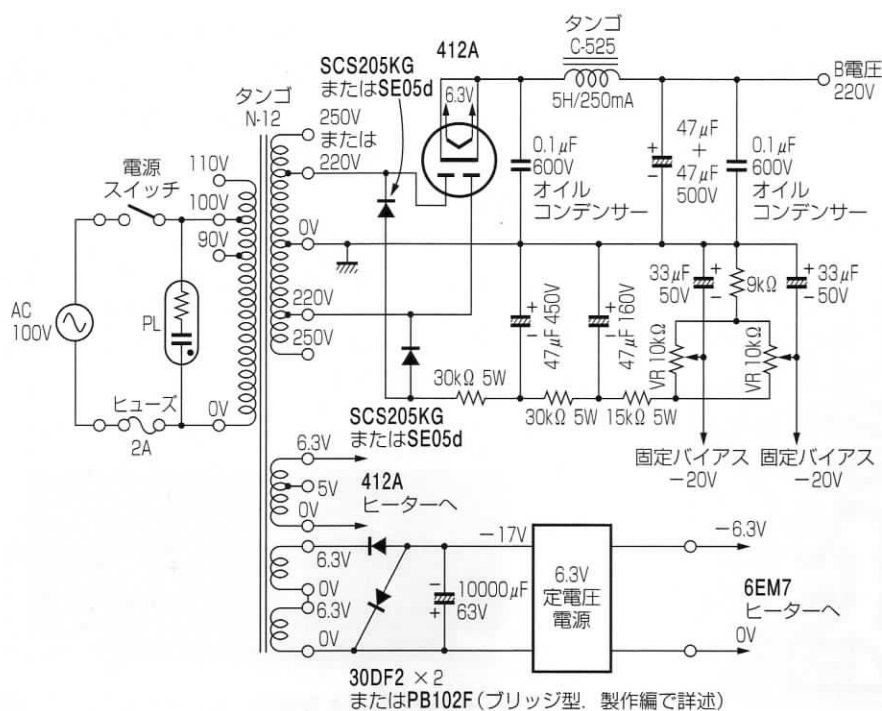 タンゴ
C-525
412A
SCS205KG
またはSE05d
6.3V
5H/250mA
B電圧
220V
タンゴ
N-12
250V
または
220V
電源
スイッチ
110V
100V
90V
0.1μF
600V
オイル
コンデンサー
47μF
+
47μF
500V
0.1μF
600V
オイル
コンデンサー
0V
AC
100V
PL
220V
250V
47μF 450V
47μF 160V
33μF
50V
9kΩ
33μF
50V
VR 10kΩ
VR 10kΩ
30kΩ 5W
30kΩ 5W
15kΩ 5W
ヒューズ
2A
0V
SCS205KG
またはSE05d
固定バイアス
−20V
固定バイアス
−20V
6.3V
5V
0V
412A
ヒーターへ
6.3V
0V
6.3V
0V
−17V
10000μF
63V
6.3V
定電圧
電源
−6.3V
6EM7
ヒーターへ
0V
30DF2 ×2
またはPB102F(ブリッジ型．製作編で詳述)